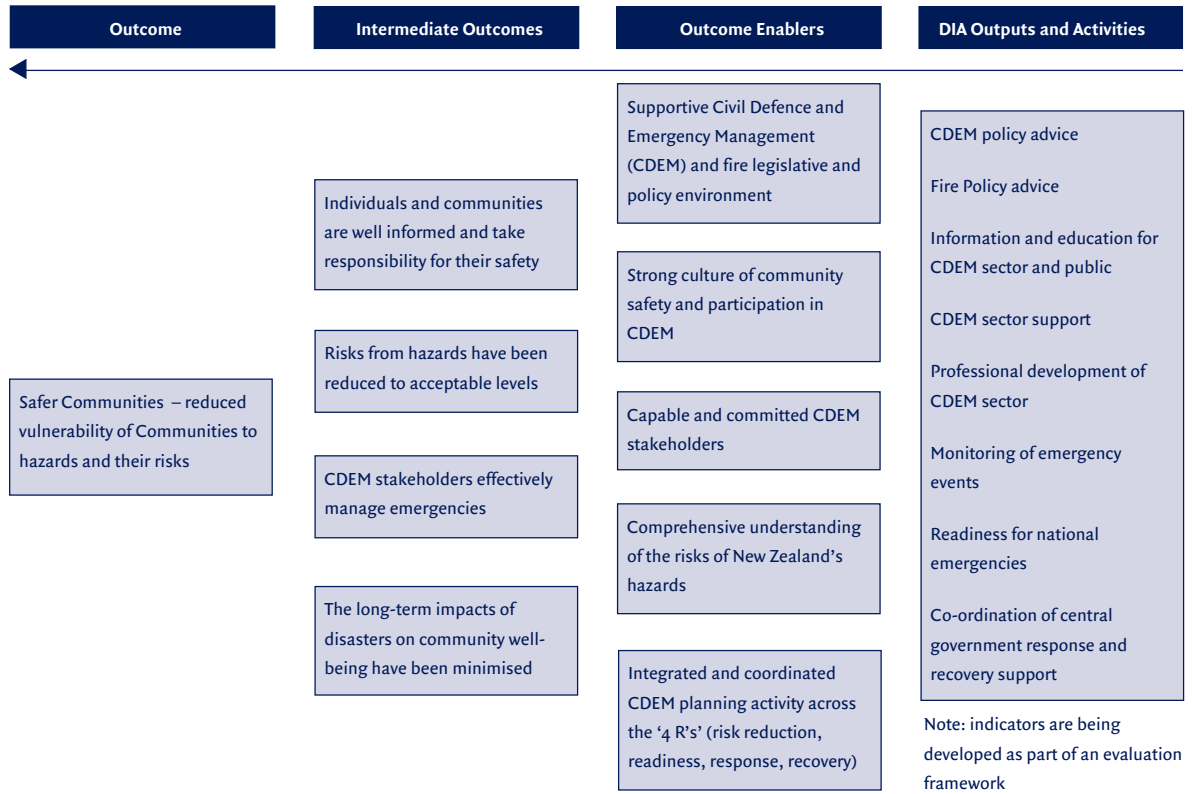 Outcome
Intermediate Outcomes
Outcome Enablers
DIA Outputs and Activities
Safer Communities – reduced
vulnerability of Communities to
hazards and their risks
Individuals and communities
are well informed and take
responsibility for their safety
Risks from hazards have been
reduced to acceptable levels
CDEM stakeholders effectively
manage emergencies
The long-term impacts of
disasters on community well-
being have been minimised
Supportive Civil Defence and
Emergency Management
(CDEM) and fire legislative and
policy environment
Strong culture of community
safety and participation in
CDEM
Capable and committed CDEM
stakeholders
Comprehensive understanding
of the risks of New Zealand's
hazards
Integrated and coordinated
CDEM planning activity across
the '4 R's' (risk reduction,
readiness, response, recovery)
CDEM policy advice
Fire Policy advice
Information and education for
CDEM sector and public
CDEM sector support
Professional development of
CDEM sector
Monitoring of emergency
events
Readiness for national
emergencies
Co-ordination of central
government response and
recovery support
Note: indicators are being
developed as part of an evaluation
framework